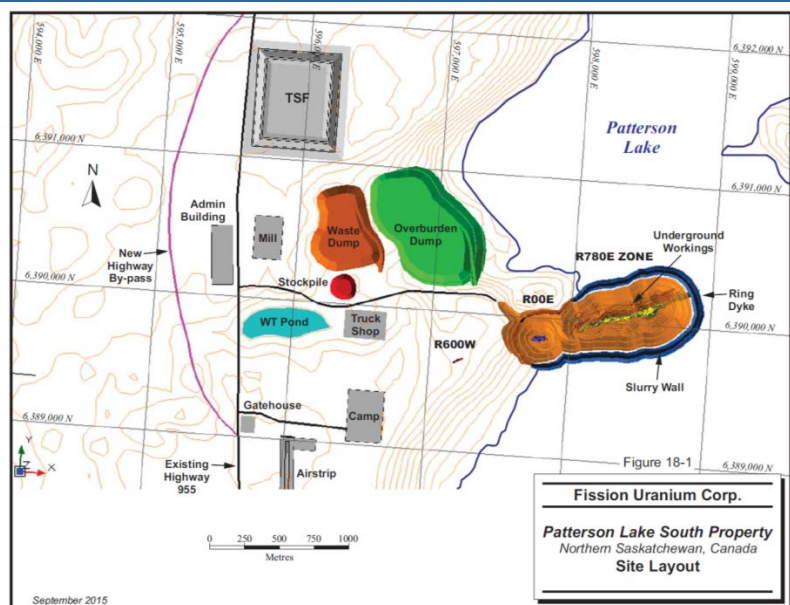 594,000 E
595,000 E
596,000 E
597,000 E
598,000 E
599,000 E
6,392,000 N
TSF
6,391,000 N
Patterson
Lake
6,391,000 N
N
Admin
Building
Mill
Waste
Dump
Overburden
Dump
Underground
Workings
R780E ZONE
New
Highway
By-pass
Stockpile
6,390,000 N
R00E
Ring
Dyke
WT Pond
Truck
Shop
R600W
6,390,000 N
Slurry Wall
Gatehouse
Camp
6,389,000 N
Y
Z
X
Existing
Highway
955
Airstrip
Figure 18-1
6,389,000 N
0 250 500 750 1000
Metres
Fission Uranium Corp.
Patterson Lake South Property
Northern Saskatchewan, Canada
Site Layout
September 2015